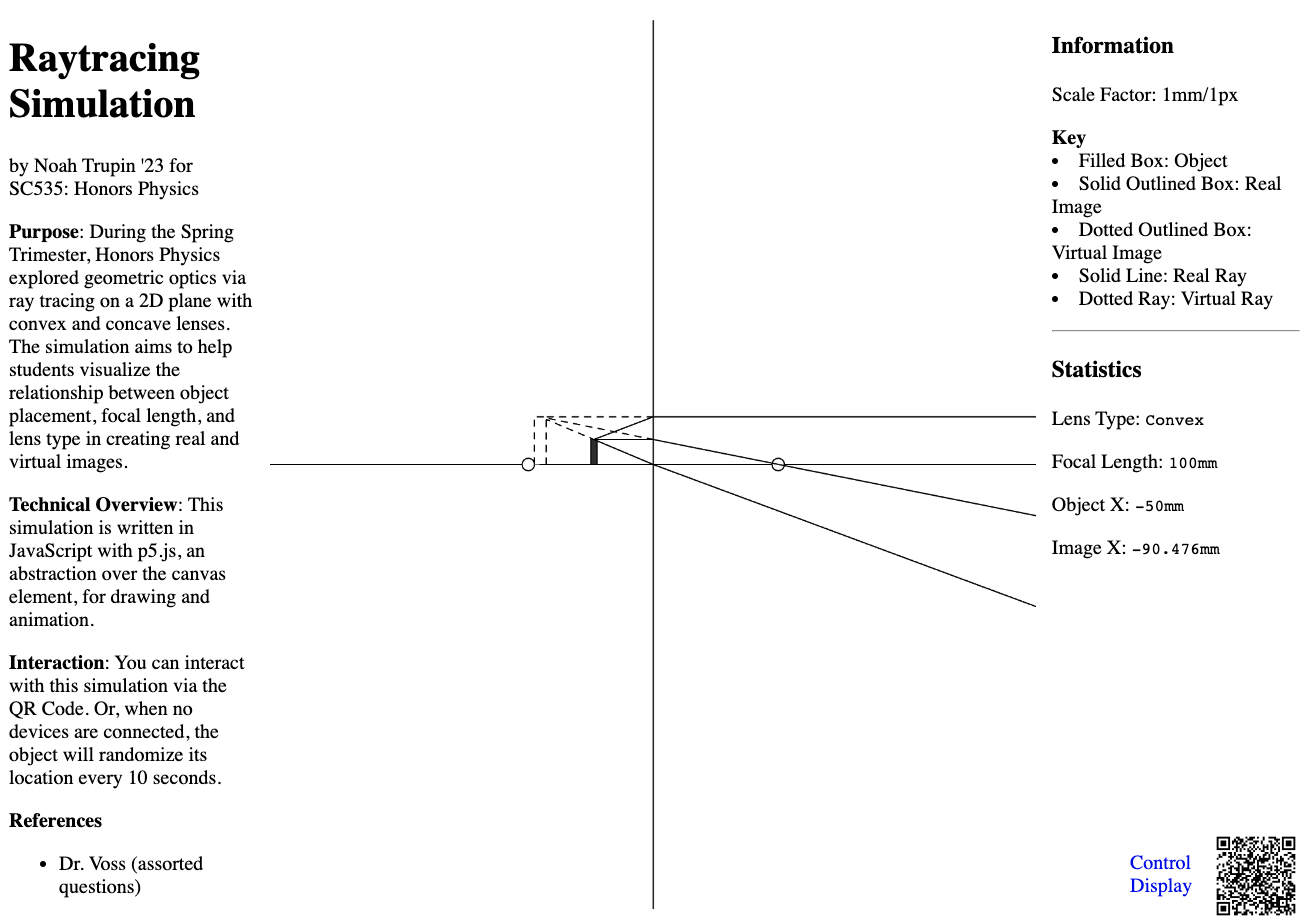 Raytracing
Simulation
by Noah Trupin '23 for
SC535: Honors Physics
Purpose: During the Spring
Trimester, Honors Physics
explored geometric optics via
ray tracing on a 2D plane with
convex and concave lenses.
The simulation aims to help
students visualize the
relationship between object
placement, focal length, and
lens type in creating real and
virtual images.
Technical Overview: This
simulation is written in
JavaScript with p5.js, an
abstraction over the canvas
element, for drawing and
animation.
Interaction: You can interact
with this simulation via the
QR Code. Or, when no
devices are connected, the
object will randomize its
location every 10 seconds.
References
• Dr. Voss (assorted
questions)
Information
Scale Factor: 1mm/1px
Key
• Filled Box: Object
• Solid Outlined Box: Real
Image
• Dotted Outlined Box:
Virtual Image
• Solid Line: Real Ray
• Dotted Ray: Virtual Ray
Statistics
Lens Type: Convex
Focal Length: 100mm
Object X: -50mm
Image X: -90.476mm
Control
Display